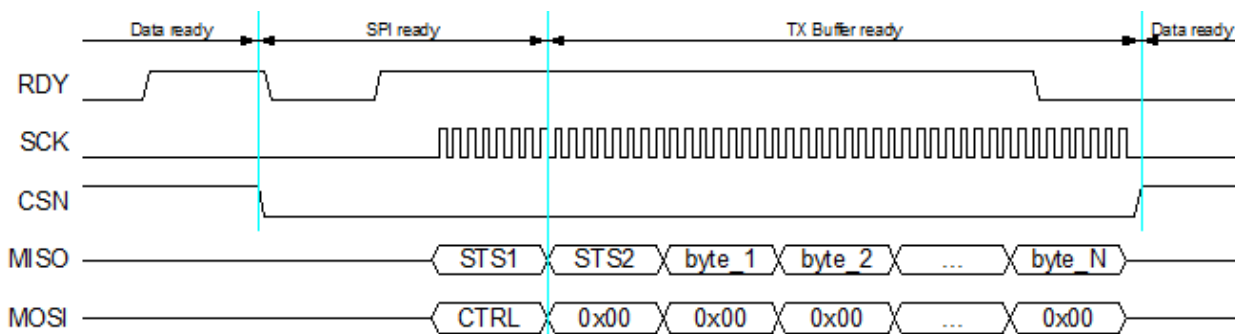 Data ready SPI ready TX Buffer ready Data ready
RDY
SCK
CSN
MISO STS1 STS2 byte_1 byte_2 ... byte_N
MOSI CTRL 0x00 0x00 0x00 ... 0x00